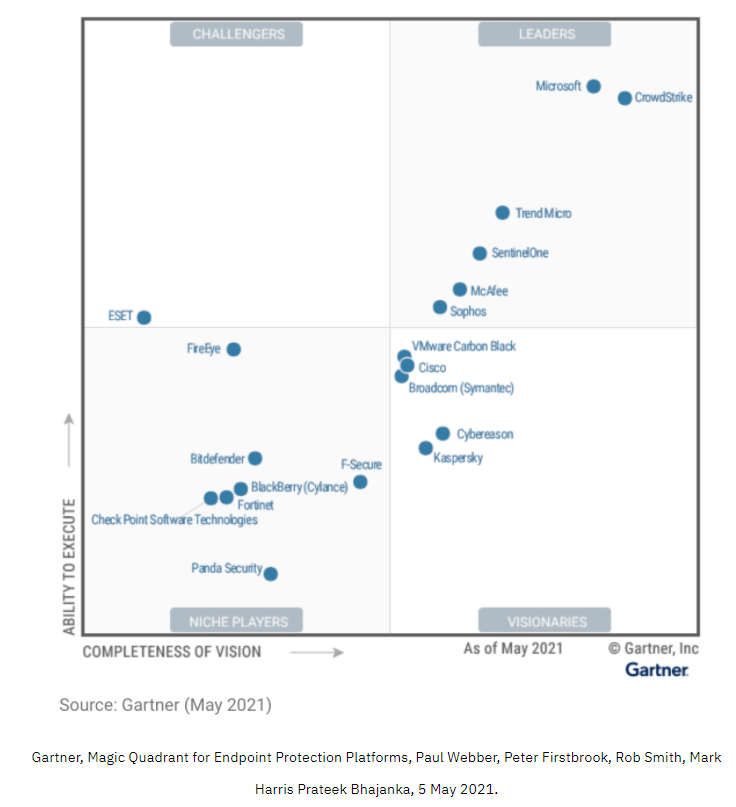 CHALLENGERS
LEADERS
Microsoft
CrowdStrike
Trend Micro
SentinelOne
McAfee
Sophos
ESET
FireEye
VMware Carbon Black
Cisco
Broadcom (Symantec)
Cybereason
Kaspersky
Bitdefender
F-Secure
BlackBerry (Cylance)
Fortinet
Check Point Software Technologies
Panda Security
NICHE PLAYERS
VISIONARIES
ABILITY TO EXECUTE
COMPLETENESS OF VISION
As of May 2021
© Gartner, Inc
Gartner
Source: Gartner (May 2021)
Gartner, Magic Quadrant for Endpoint Protection Platforms, Paul Webber, Peter Firstbrook, Rob Smith, Mark
Harris Prateek Bhajanka, 5 May 2021.